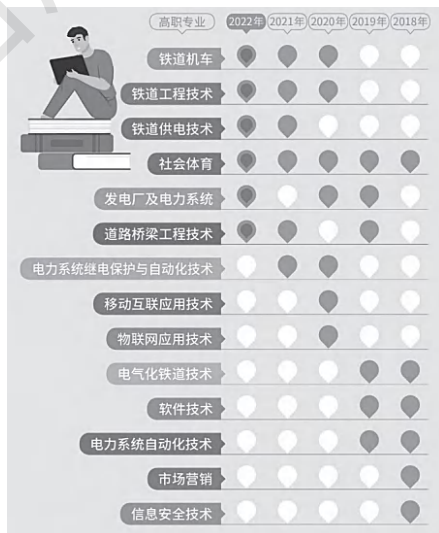 高职专业 2022年 2021年 2020年 2019年 2018年
铁道机车
铁道工程技术
铁道供电技术
社会体育
发电厂及电力系统
道路桥梁工程技术
电力系统继电保护与自动化技术
移动互联应用技术
物联网应用技术
电气化铁道技术
软件技术
电力系统自动化技术
市场营销
信息安全技术